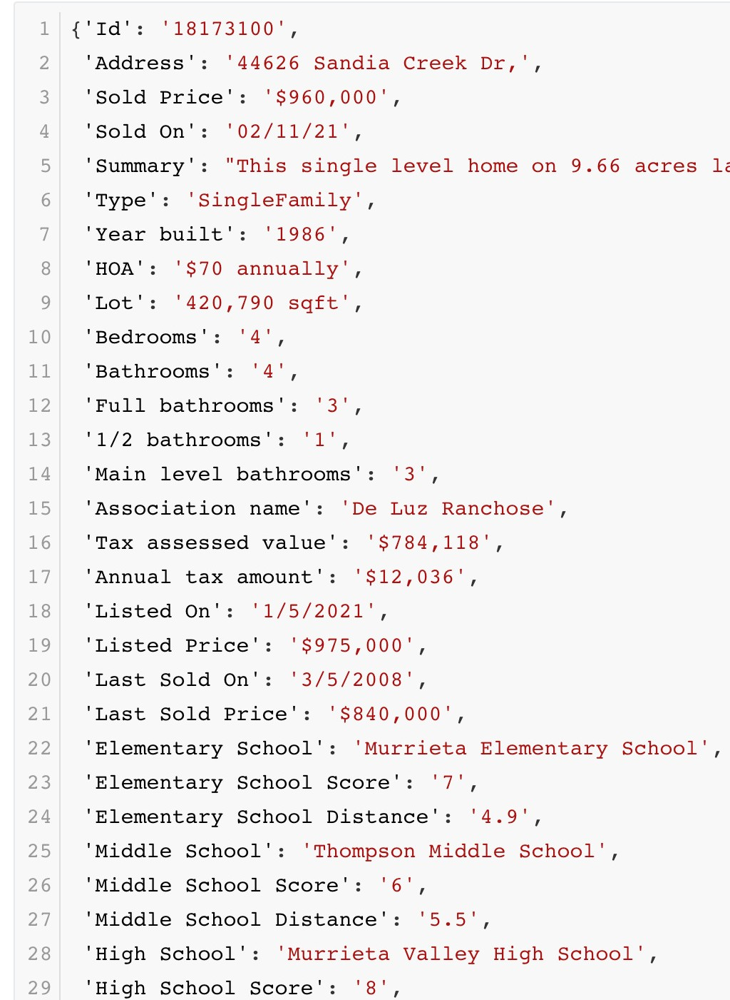 1 {'Id': '18173100',
2 'Address': '44626 Sandia Creek Dr,',
3 'Sold Price': '$960,000',
4 'Sold On': '02/11/21',
5 'Summary': "This single level home on 9.66 acres la
6 'Type': 'SingleFamily',
7 'Year built': '1986',
8 'HOA': '$70 annually',
9 'Lot': '420,790 sqft',
10 'Bedrooms': '4',
11 'Bathrooms': '4',
12 'Full bathrooms': '3',
13 '1/2 bathrooms': '1',
14 'Main level bathrooms': '3',
15 'Association name': 'De Luz Ranchose',
16 'Tax assessed value': '$784,118',
17 'Annual tax amount': '$12,036',
18 'Listed On': '1/5/2021',
19 'Listed Price': '$975,000',
20 'Last Sold On': '3/5/2008',
21 'Last Sold Price': '$840,000',
22 'Elementary School': 'Murrieta Elementary School',
23 'Elementary School Score': '7',
24 'Elementary School Distance': '4.9',
25 'Middle School': 'Thompson Middle School',
26 'Middle School Score': '6',
27 'Middle School Distance': '5.5',
28 'High School': 'Murrieta Valley High School',
29 'High School Score': '8',